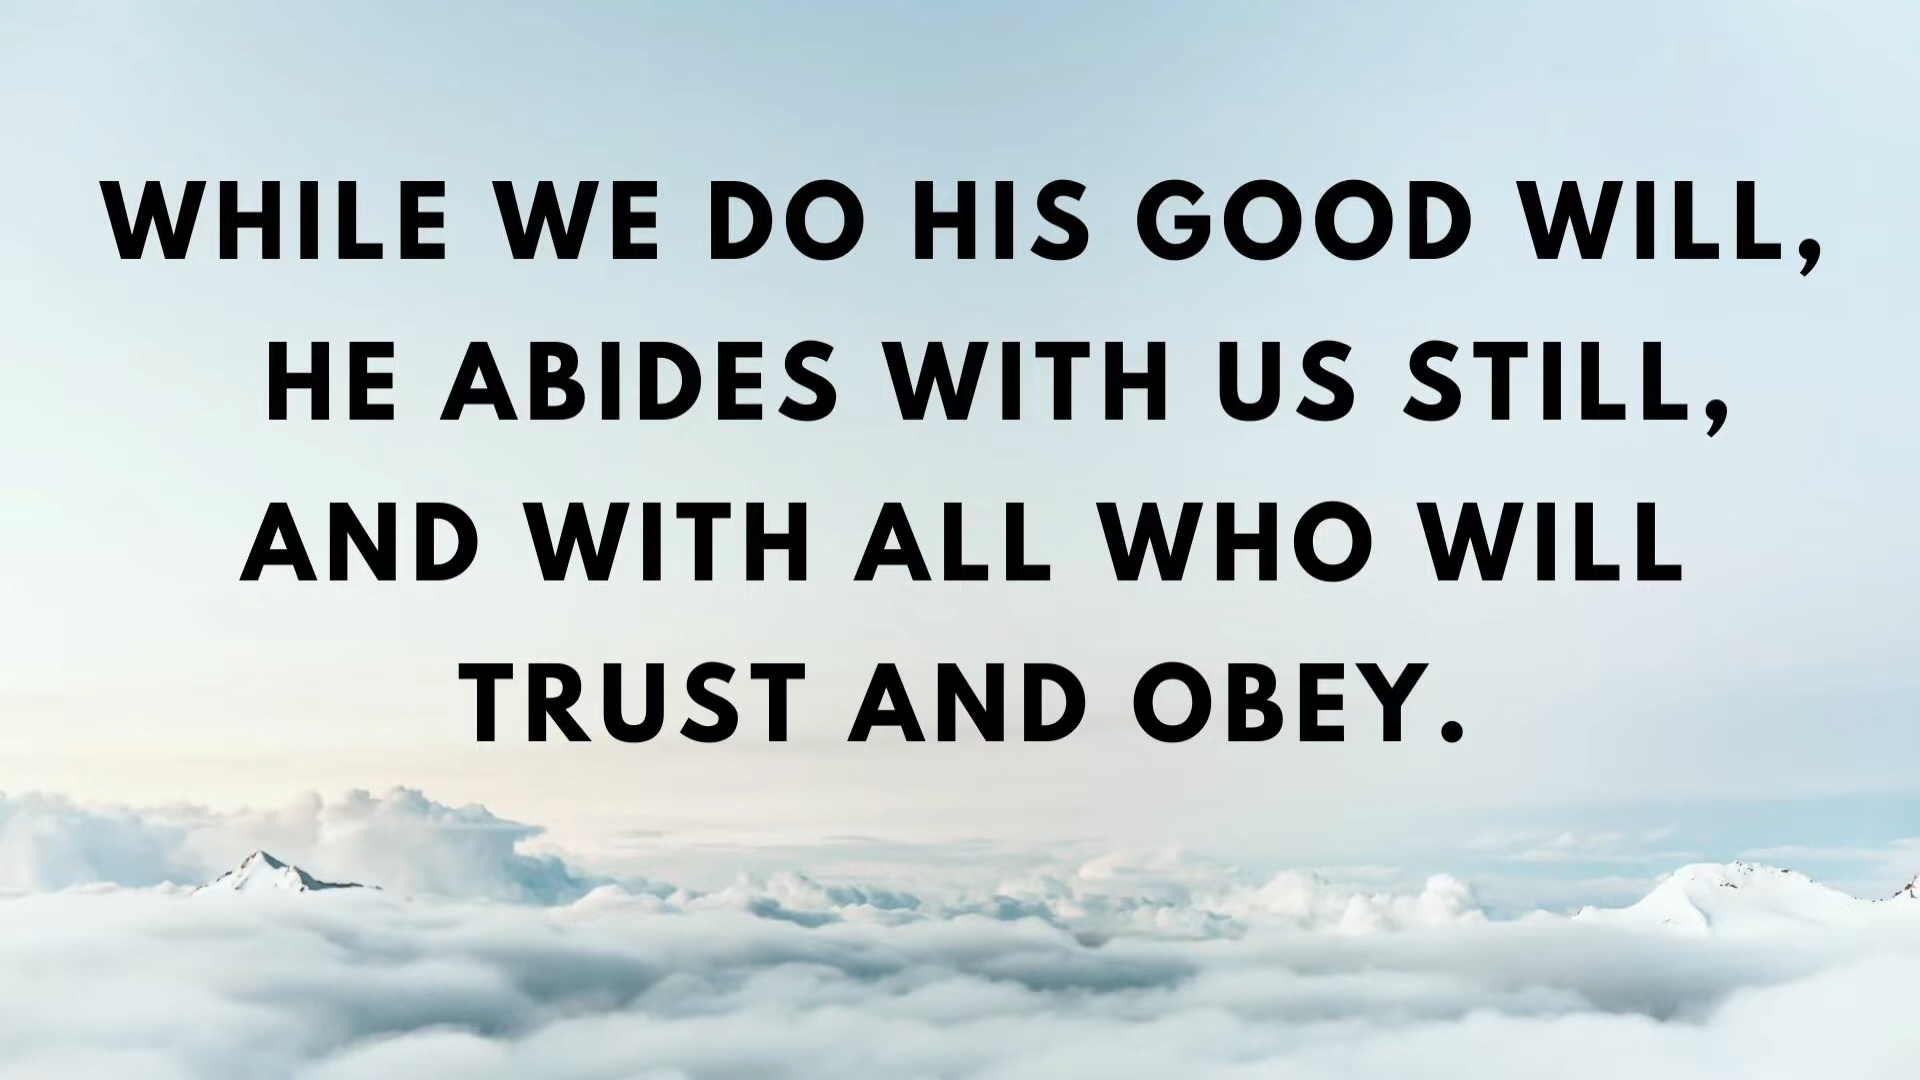 WHILE WE DO HIS GOOD WILL,
HE ABIDES WITH US STILL,
AND WITH ALL WHO WILL
TRUST AND OBEY.